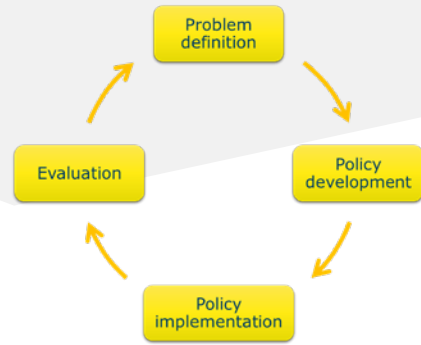 Problem
definition
Policy
development
Policy
implementation
Evaluation